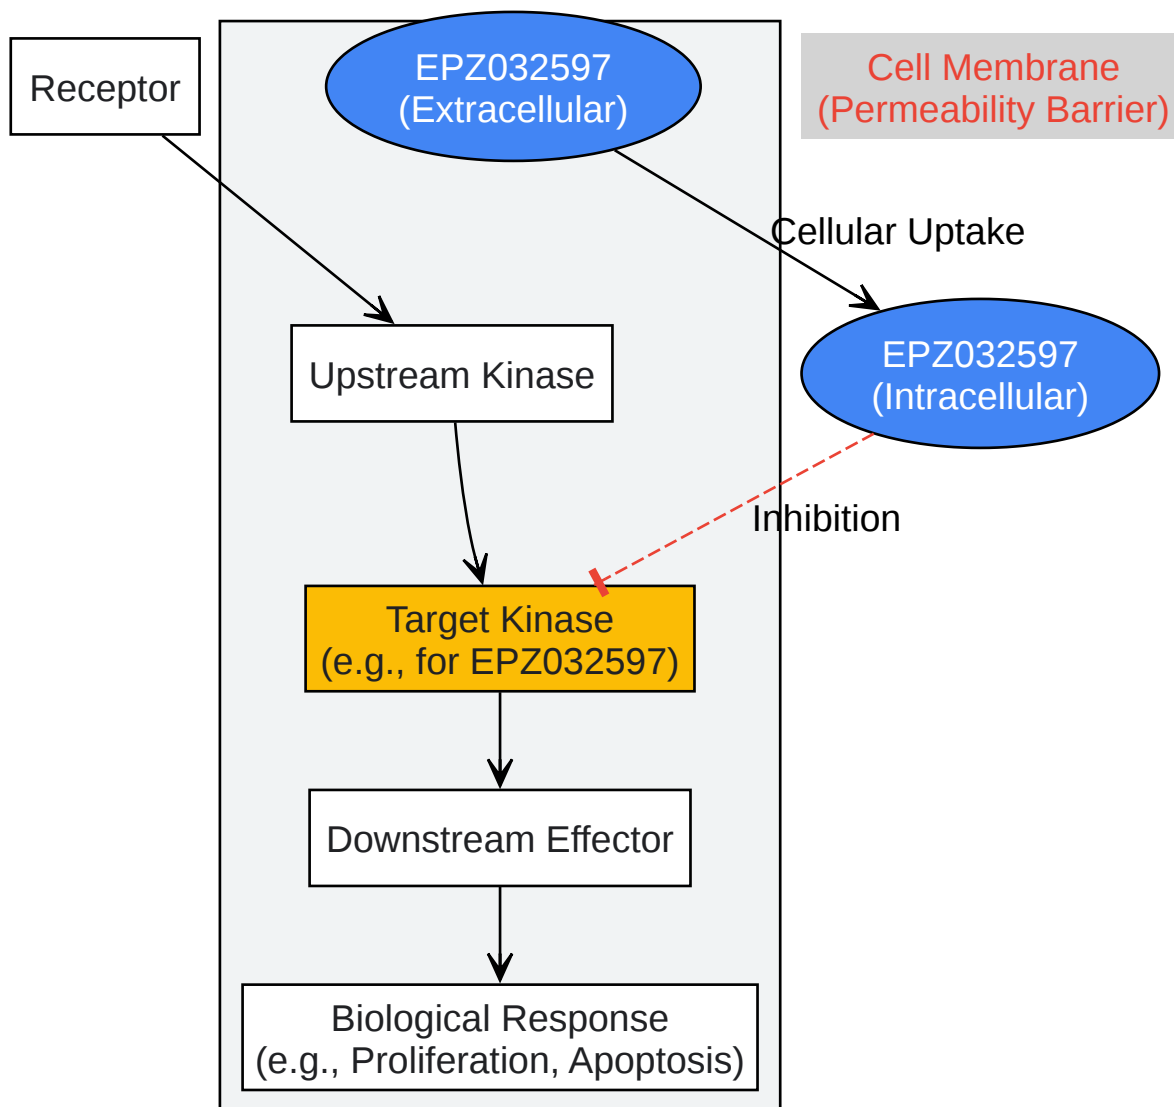 Receptor
EPZ032597
(Extracellular)
Cell Membrane
(Permeability Barrier)
Cellular Uptake
EPZ032597
(Intracellular)
Upstream Kinase
Inhibition
Target Kinase
(e.g., for EPZ032597)
Downstream Effector
Biological Response
(e.g., Proliferation, Apoptosis)